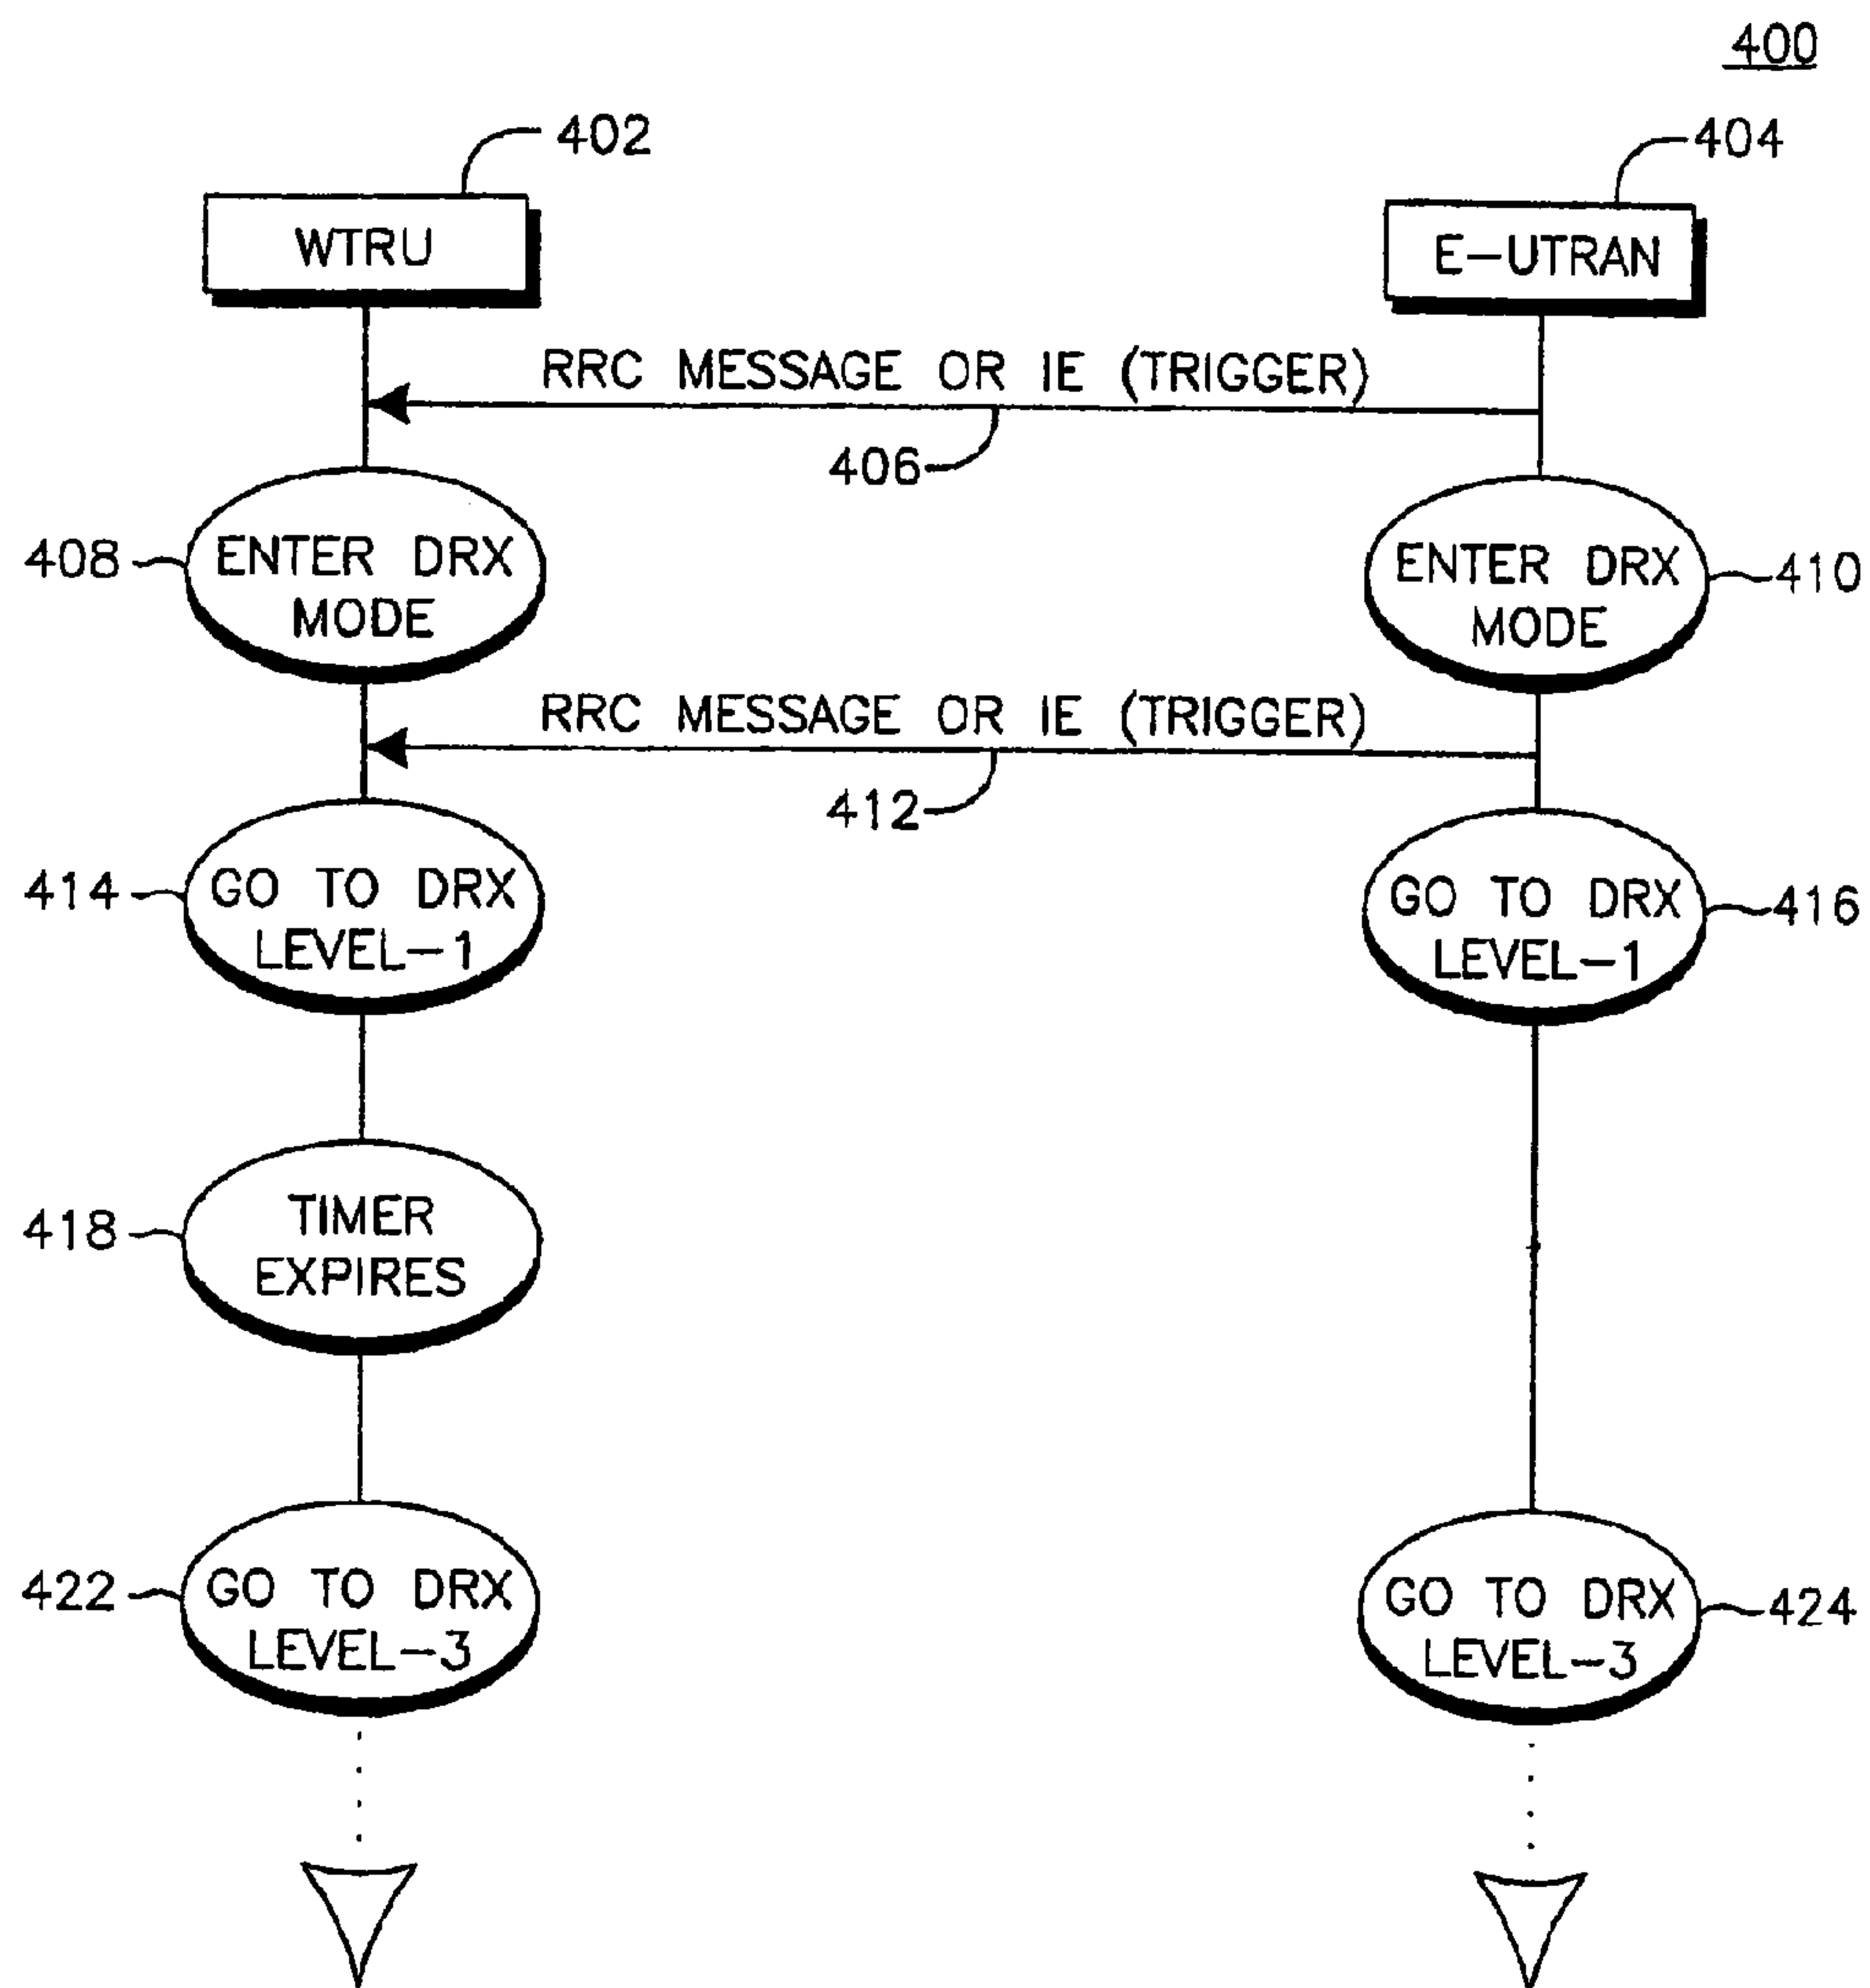 400
402
404
WTRU
E-UTRAN
RRC MESSAGE OR IE (TRIGGER)
406
408
ENTER DRX
MODE
ENTER DRX
MODE
410
RRC MESSAGE OR IE (TRIGGER)
412
414
GO TO DRX
LEVEL-1
GO TO DRX
LEVEL-1
416
418
TIMER
EXPIRES
422
GO TO DRX
LEVEL-3
GO TO DRX
LEVEL-3
424